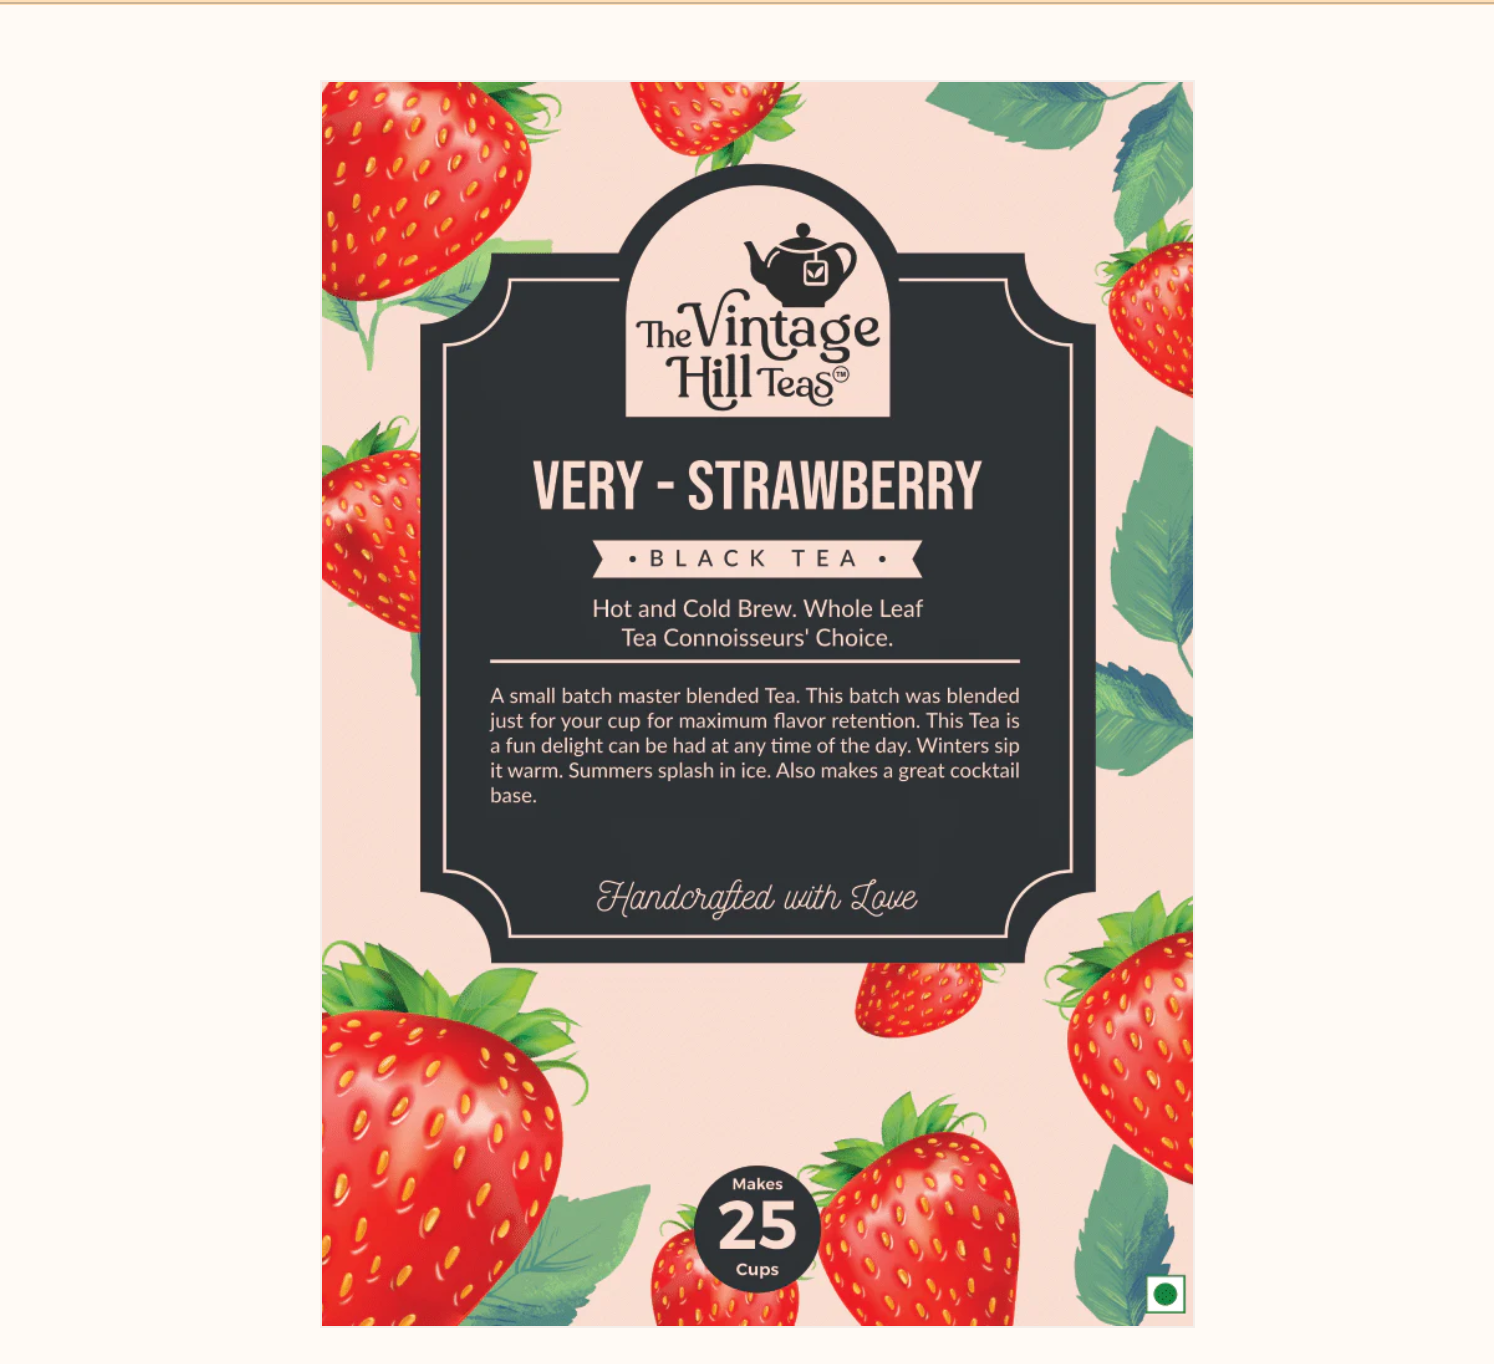 The Vintage
Hill Teas™
VERY - STRAWBERRY
• BLACK TEA •
Hot and Cold Brew. Whole Leaf
Tea Connoisseurs' Choice.
A small batch master blended Tea. This batch was blended
just for your cup for maximum flavor retention. This Tea is
a fun delight can be had at any time of the day. Winters sip
it warm. Summers splash in ice. Also makes a great cocktail
base.
Handcrafted with Love
Makes
25
Cups